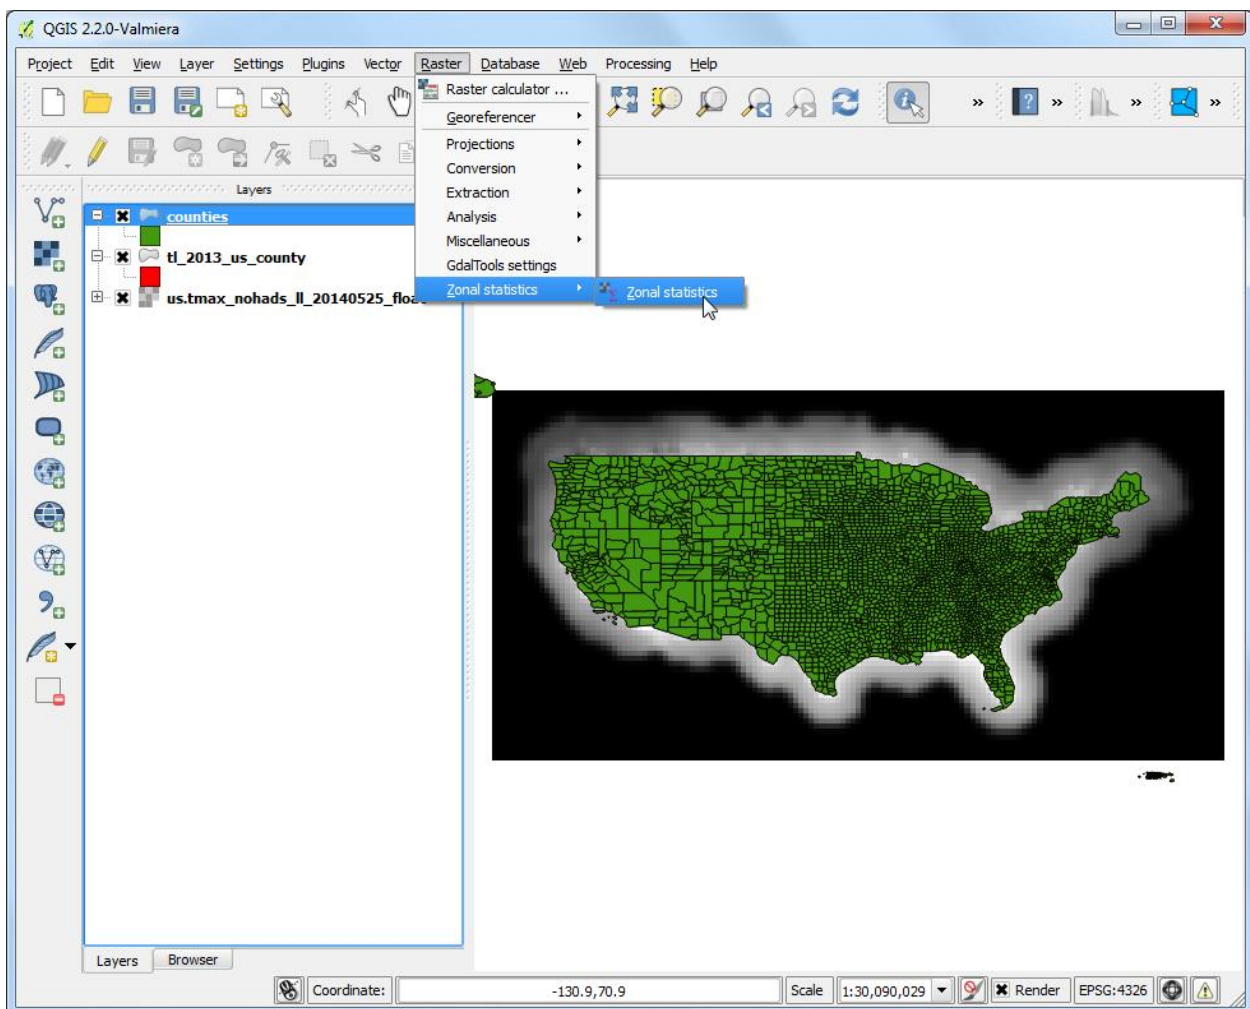 QGIS 2.2.0-Valmiera
Project Edit View Layer Settings Plugins Vector Raster Database Web Processing Help
Raster calculator ...
Georeferencer
Projections
Conversion
Extraction
Analysis
Miscellaneous
GdalTools settings
Zonal statistics
Zonal statistics
Layers
counties
tl_2013_us_county
us.tmax_nohads_ll_20140525_float
Layers Browser
Coordinate: -130.9,70.9 Scale 1:30,090,029 Render EPSG:4326